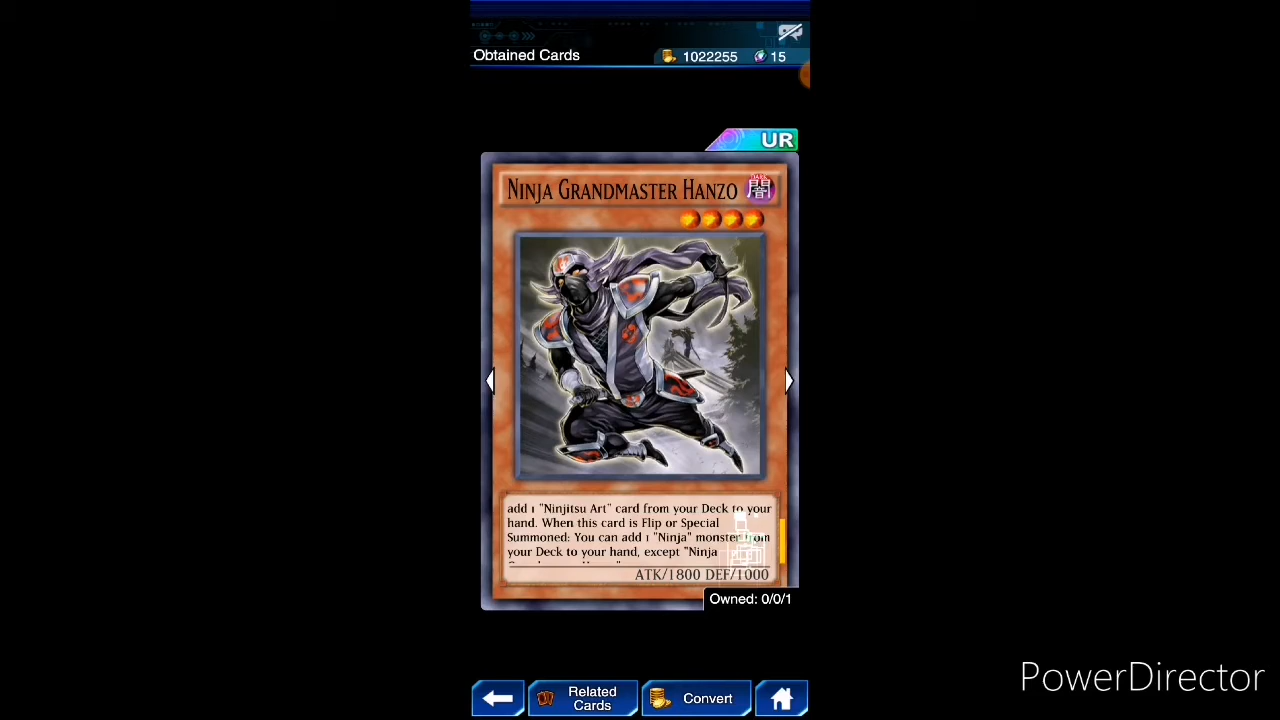 Obtained Cards
1022255
15
UR
NINJA GRANDMASTER HANZO
DARK
闇
add 1 "Ninjitsu Art" card from your Deck to your
hand. When this card is Flip or Special
Summoned: You can add 1 "Ninja" monster from
your Deck to your hand, except "Ninja
ATK/1800 DEF/1000
Owned: 0/0/1
Related
Cards
Convert
PowerDirector